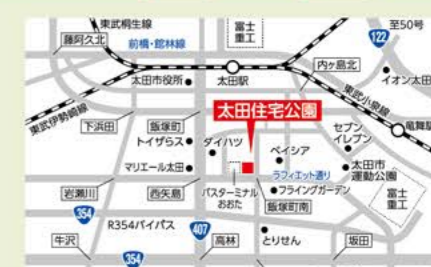 東武桐生線
富士
重工
至50号
藤阿久北
前橋・館林線
122
内ヶ島北
太田市役所
太田駅
イオン太田
東武小泉線
東武伊勢崎線
太田住宅公園
竜舞駅
下浜田
飯塚町
トイザらス
ダイハツ
ベイシア
セブン
イレブン
マリエール太田
ラフィエット通り
太田市
運動公園
岩瀬川
西矢島
バスターミナル
おおた
フライングガーデン
飯塚町南
富士
重工
354
R354バイパス
407
牛沢
高林
とりせん
坂田
354